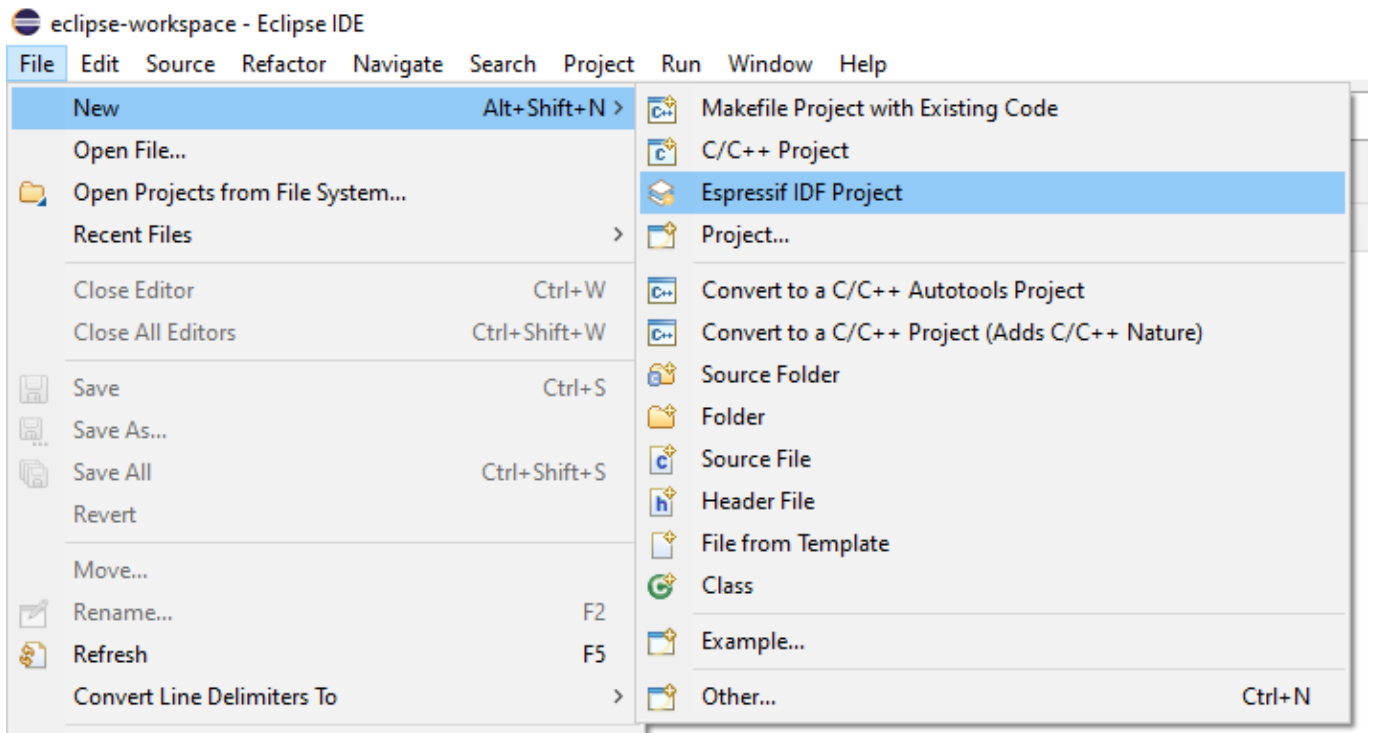 eclipse-workspace - Eclipse IDE
File Edit Source Refactor Navigate Search Project Run Window Help
New Alt+Shift+N >
Open File...
Open Projects from File System...
Recent Files >
Close Editor Ctrl+W
Close All Editors Ctrl+Shift+W
Save Ctrl+S
Save As...
Save All Ctrl+Shift+S
Revert
Move...
Rename... F2
Refresh F5
Convert Line Delimiters To >
Makefile Project with Existing Code
C/C++ Project
Espressif IDF Project
Project...
Convert to a C/C++ Autotools Project
Convert to a C/C++ Project (Adds C/C++ Nature)
Source Folder
Folder
Source File
Header File
File from Template
Class
Example...
Other... Ctrl+N